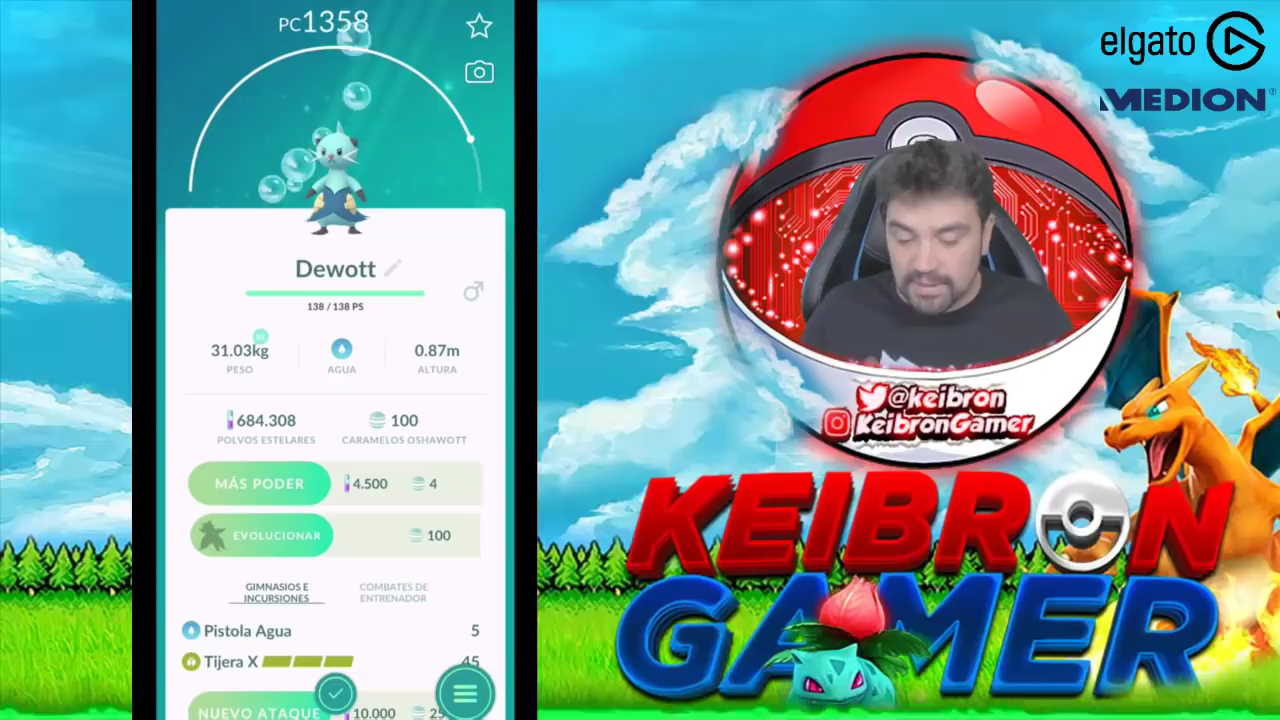 PC1358
Dewott
138 / 138 PS
XS
31.03kg
PESO
AGUA
0.87m
ALTURA
684.308
POLVOS ESTELARES
100
CARAMELOS OSHAWOTT
MÁS PODER
4.500
4
EVOLUCIONAR
100
GIMNASIOS E
INCURSIONES
COMBATES DE
ENTRENADOR
Pistola Agua
5
Tijera X
45
NUEVO ATAQUE
10.000
25
elgato
MEDION®
@keibron
KeibronGamer
KEIBRON
GAMER